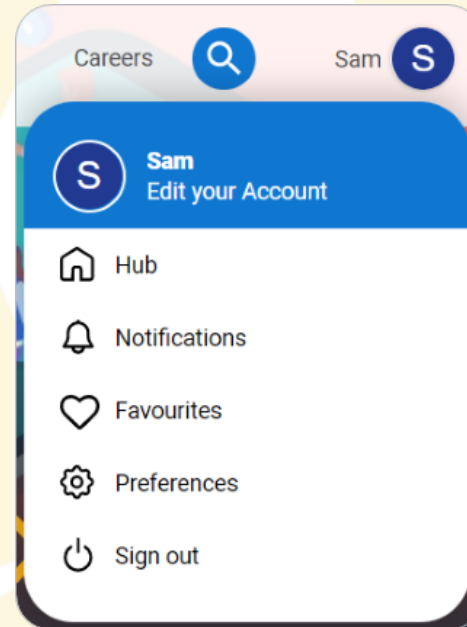 Careers
Sam S
S
Sam
Edit your Account
Hub
Notifications
Favourites
Preferences
Sign out